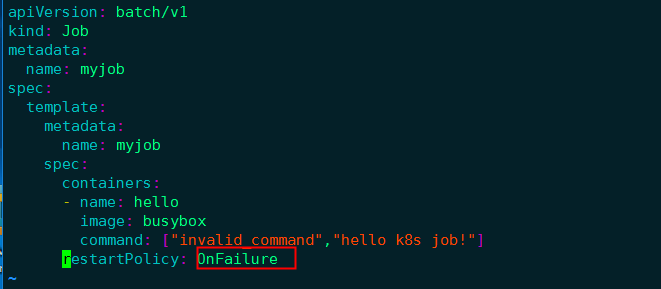 apiVersion: batch/v1
kind: Job
metadata:
  name: myjob
spec:
  template:
    metadata:
      name: myjob
    spec:
      containers:
      - name: hello
        image: busybox
        command: ["invalid_command","hello k8s job!"]
      restartPolicy: OnFailure
~